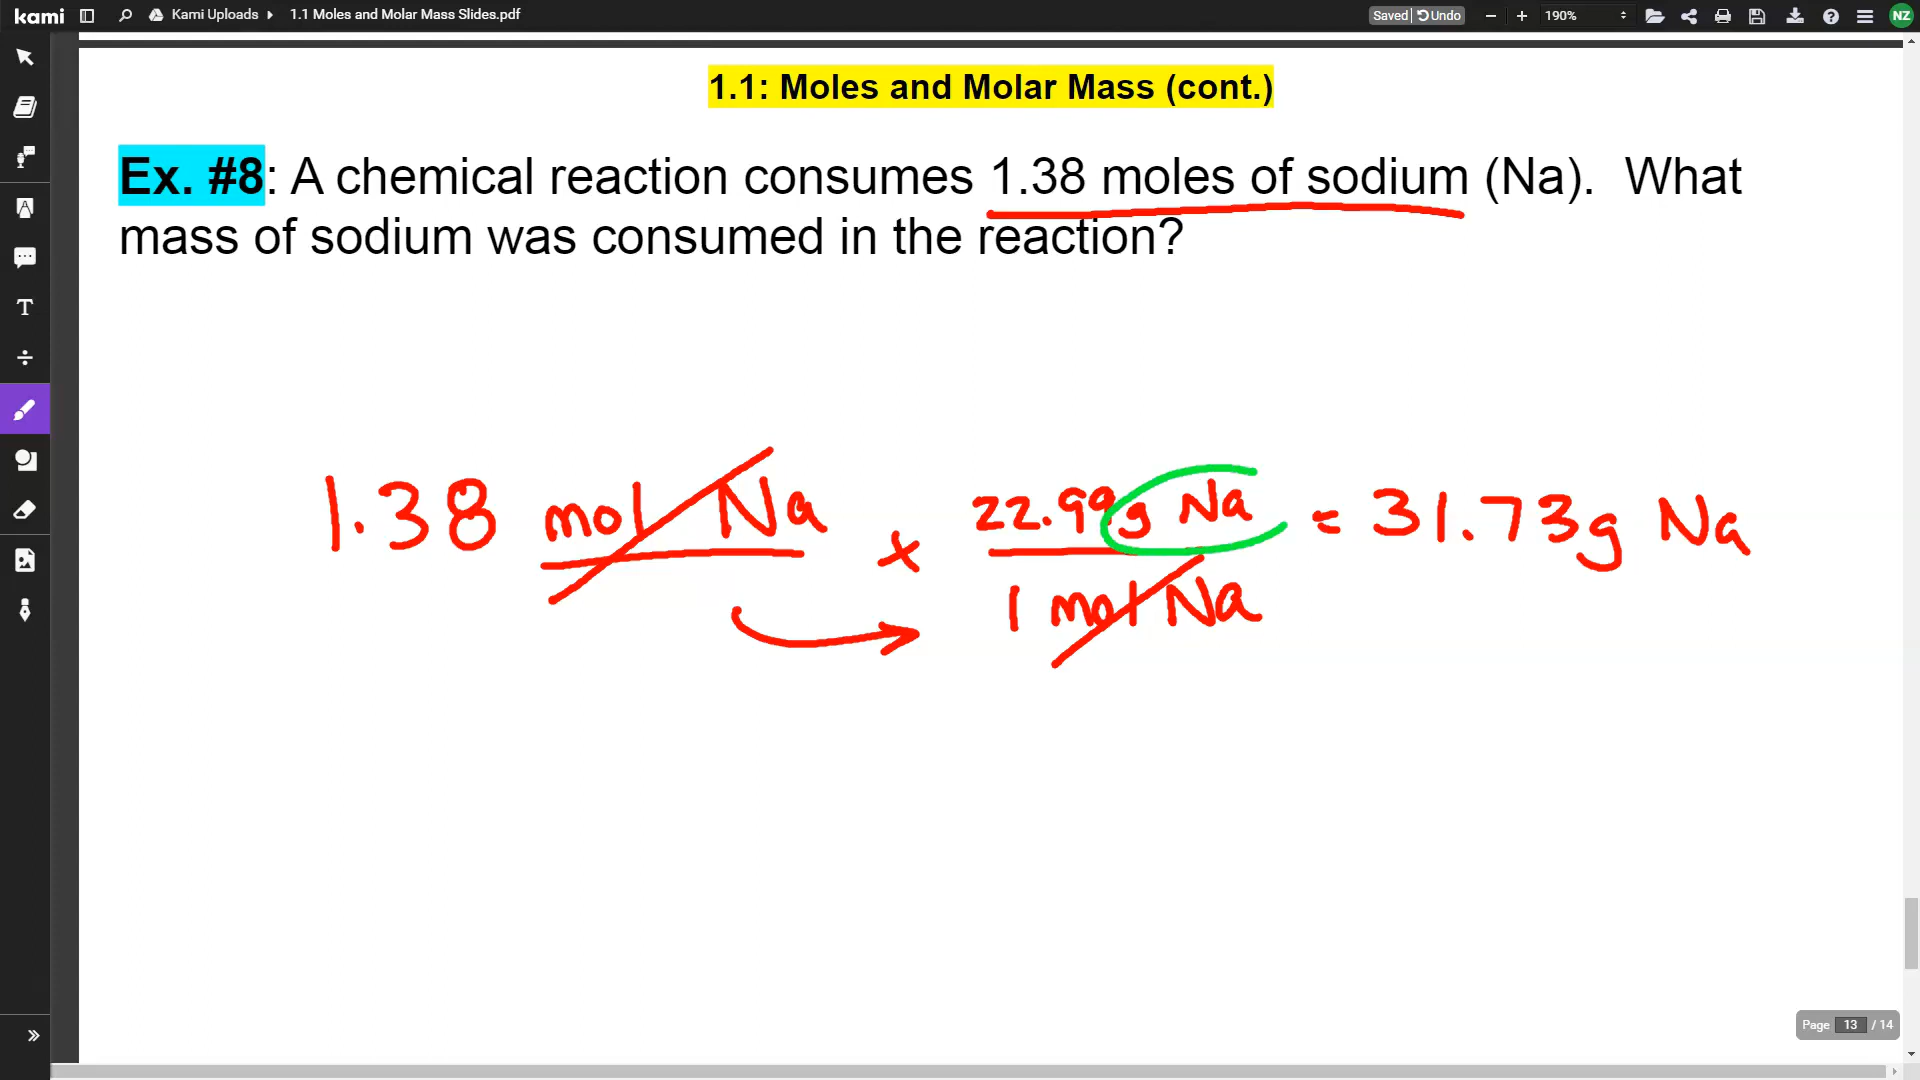 kami Kami Uploads 1.1 Moles and Molar Mass Slides.pdf Saved Undo 190% NZ
1.1: Moles and Molar Mass (cont.)
Ex. #8: A chemical reaction consumes 1.38 moles of sodium (Na). What
mass of sodium was consumed in the reaction?
1.38 mol Na × 22.99g Na = 31.73g Na
1 mol Na
Page 13 / 14